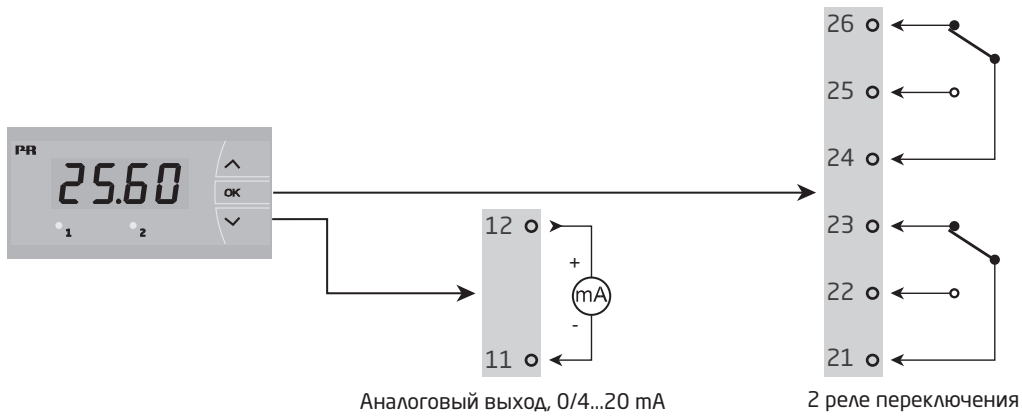 PR
25.60
OK
1
2
12
+
mA
-
11
26
25
24
23
22
21
Аналоговый выход, 0/4...20 mA
2 реле переключения